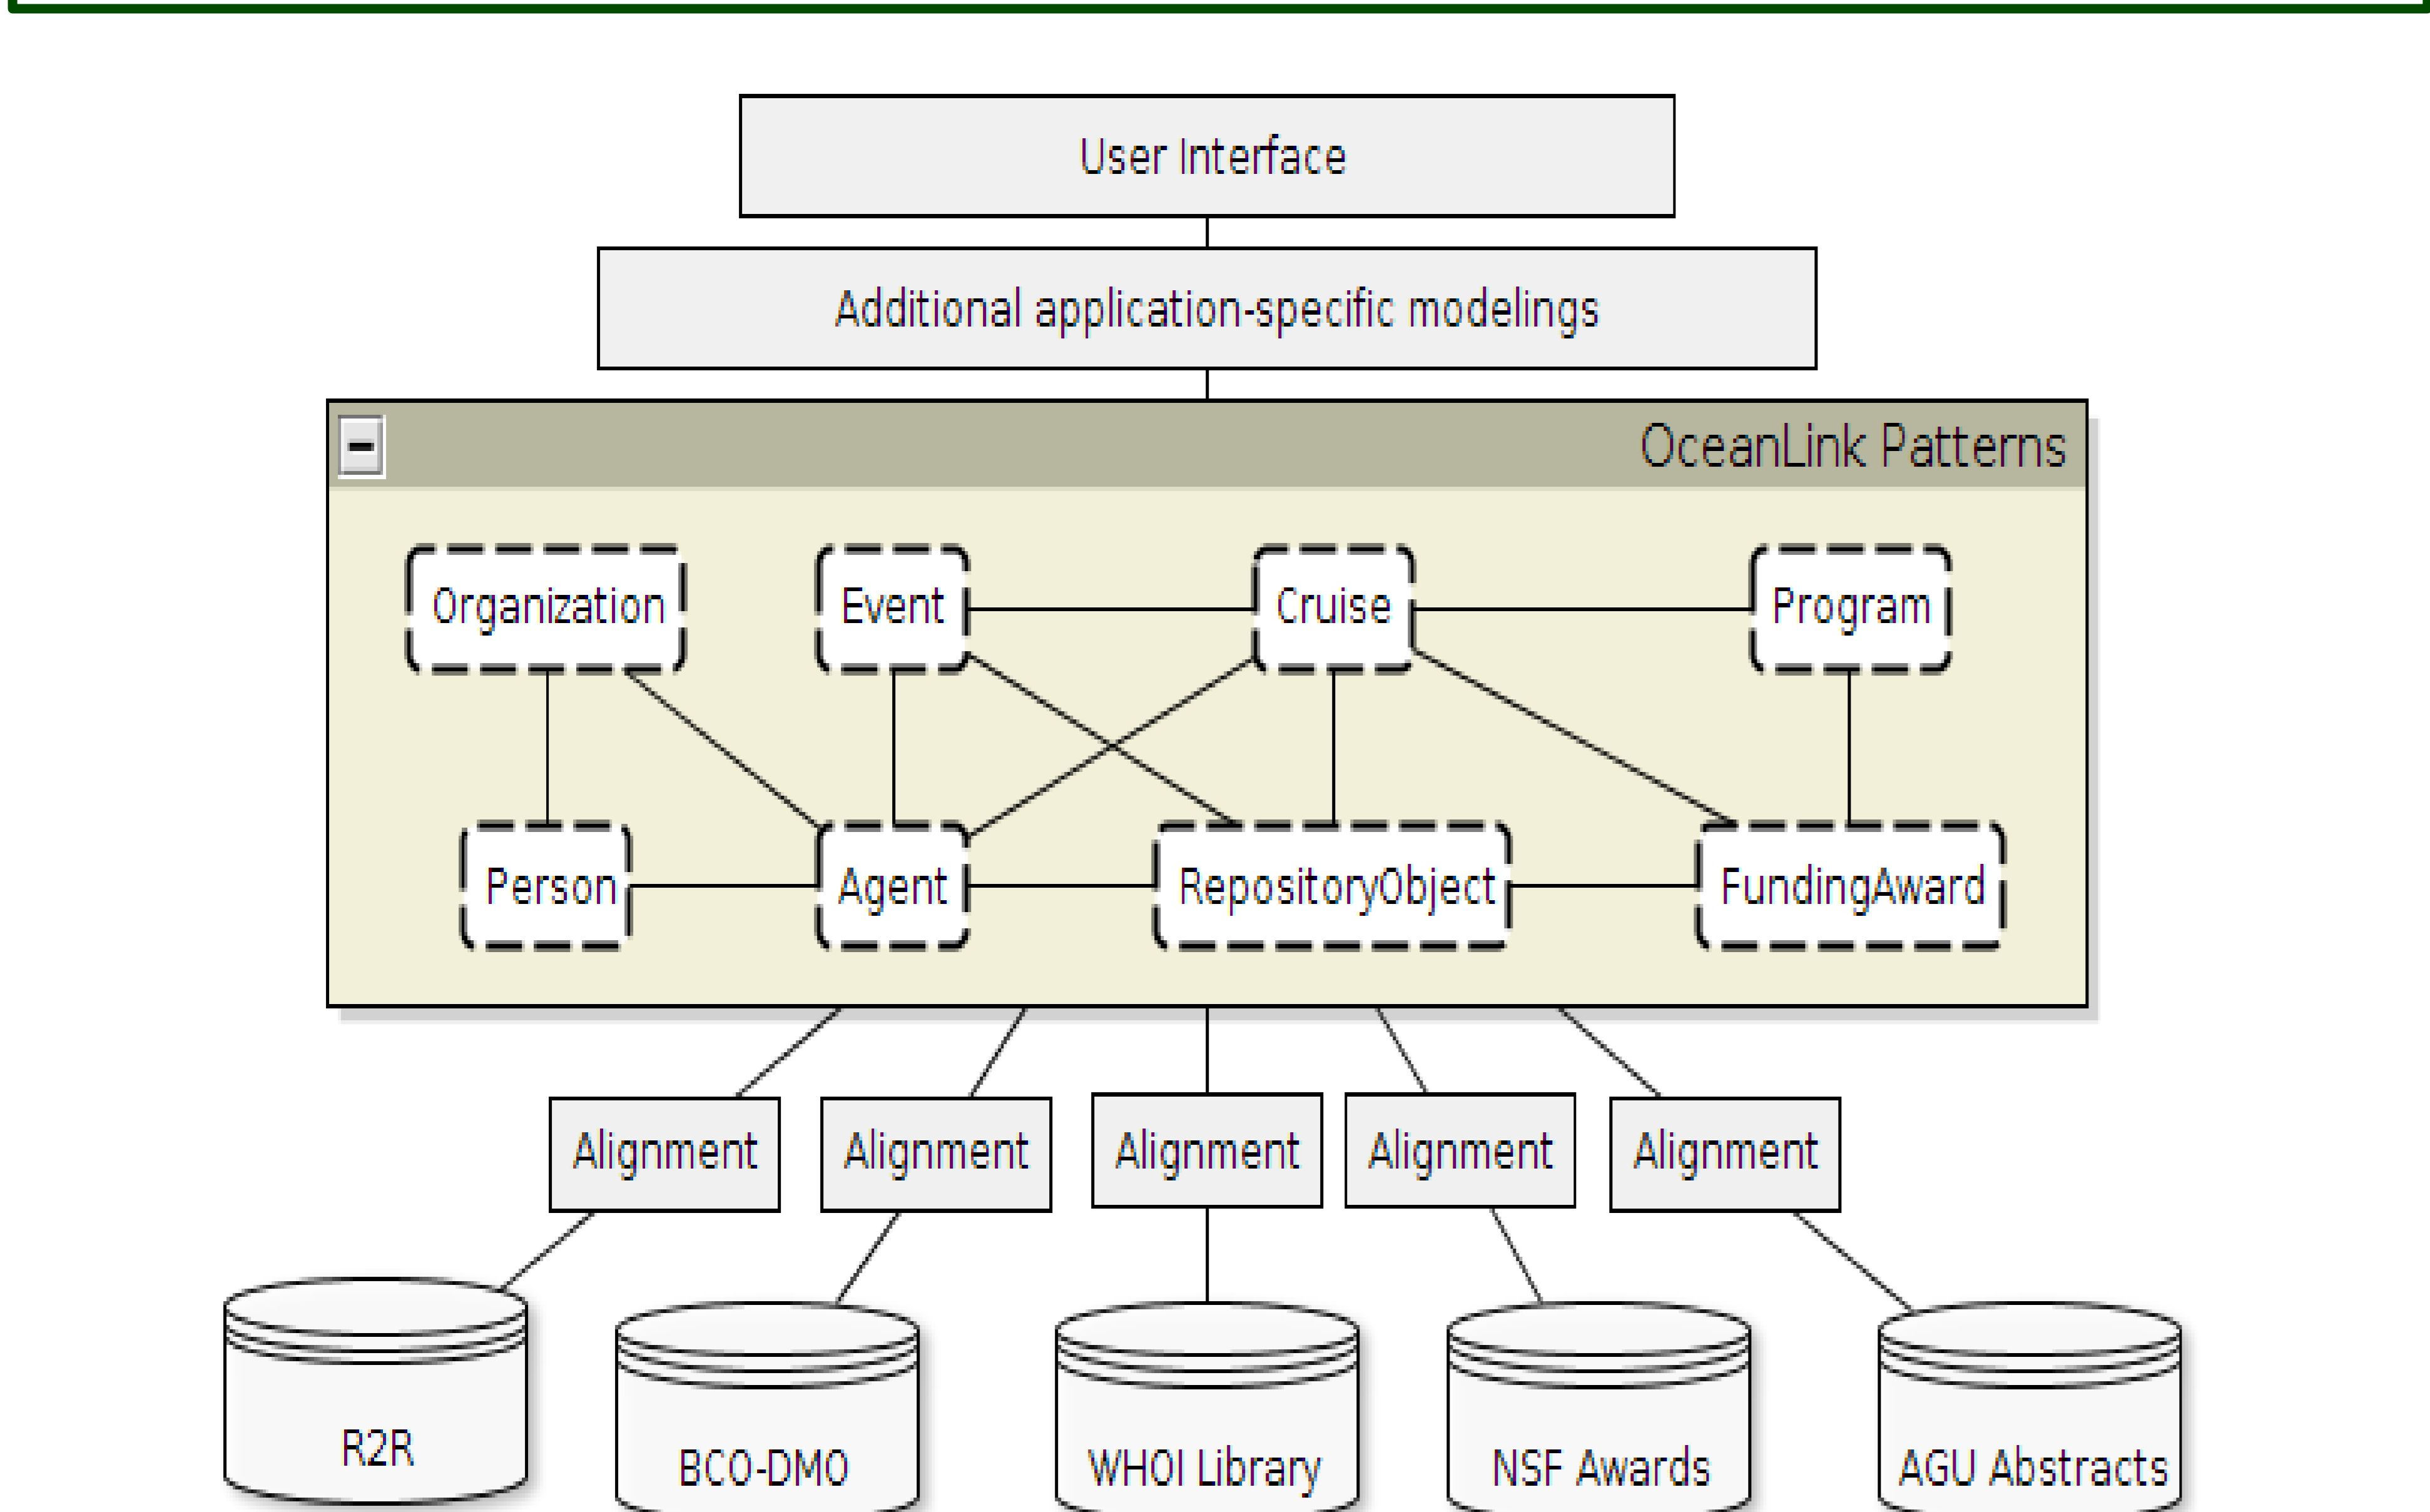 User Interface
Additional application-specific modelings
OceanLink Patterns
Organization
Event
Cruise
Program
Person
Agent
RepositoryObject
FundingAward
Alignment
Alignment
Alignment
Alignment
Alignment
R2R
BCO-DMO
WHOI Library
NSF Awards
AGU Abstracts